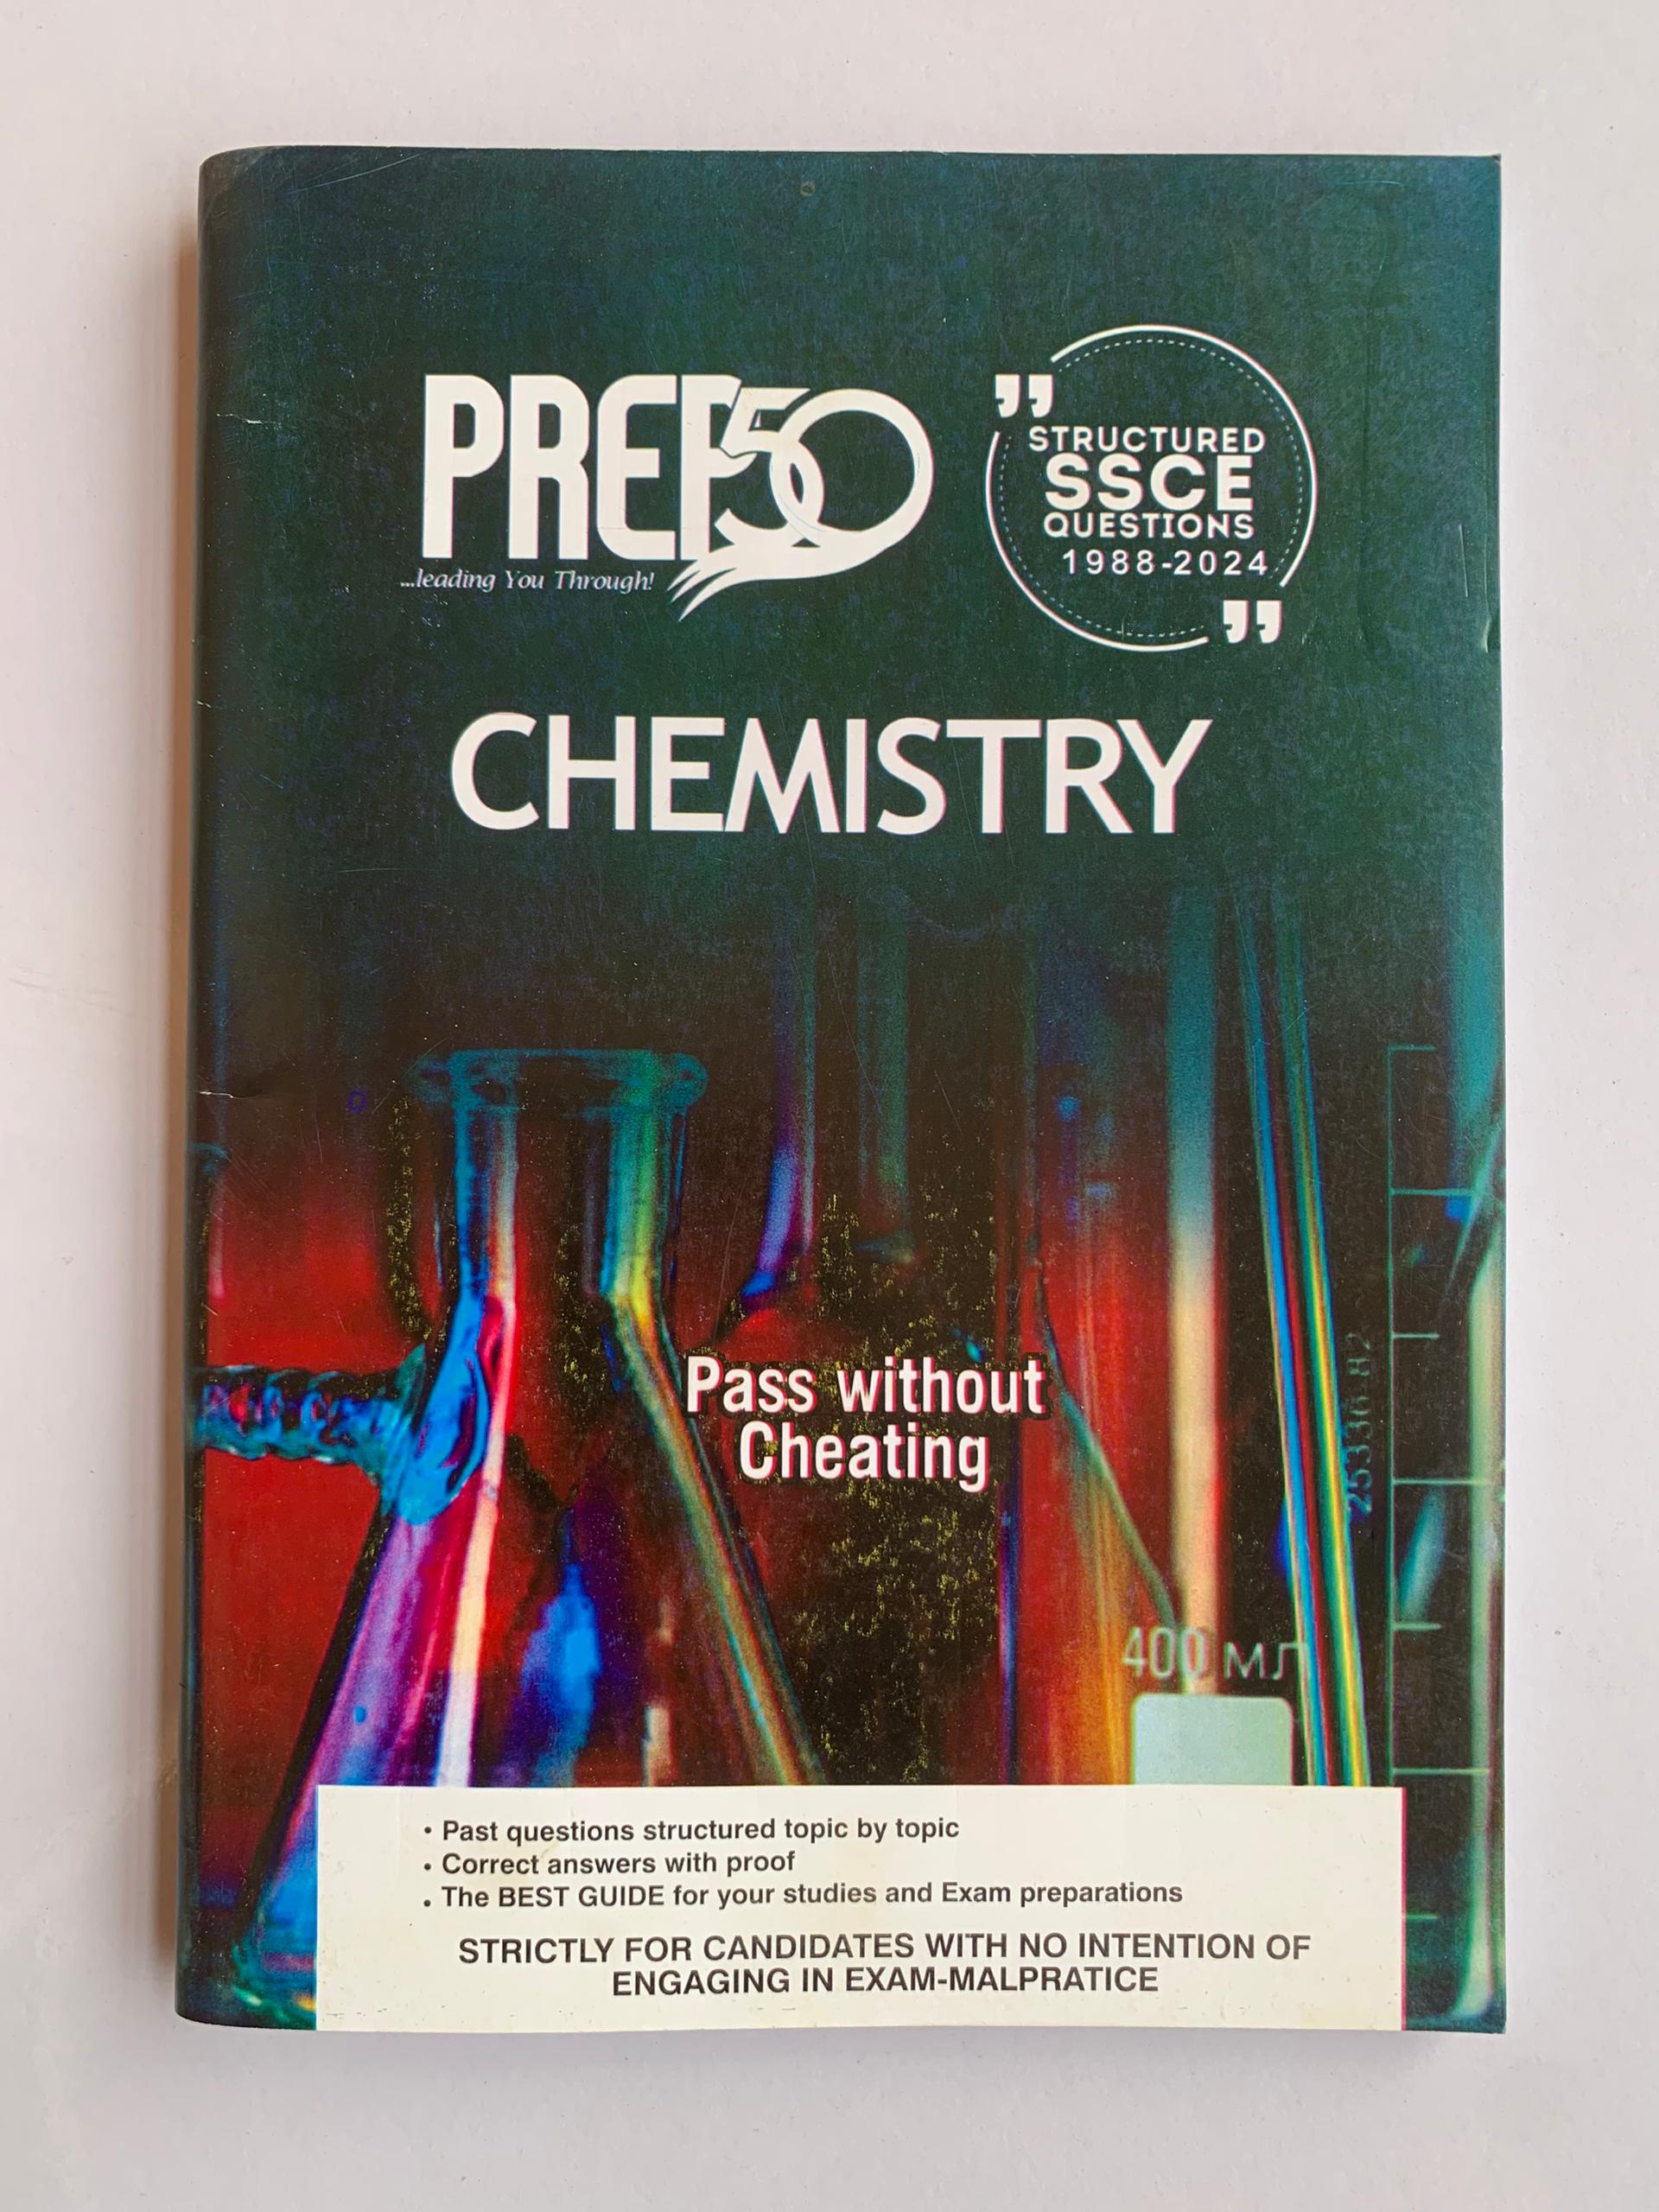 PREP50
...leading You Through!
”
STRUCTURED
SSCE
QUESTIONS
1988-2024
”
CHEMISTRY
Pass without
Cheating
253361 82
400 МЛ
• Past questions structured topic by topic
• Correct answers with proof
• The BEST GUIDE for your studies and Exam preparations
STRICTLY FOR CANDIDATES WITH NO INTENTION OF
ENGAGING IN EXAM-MALPRATICE